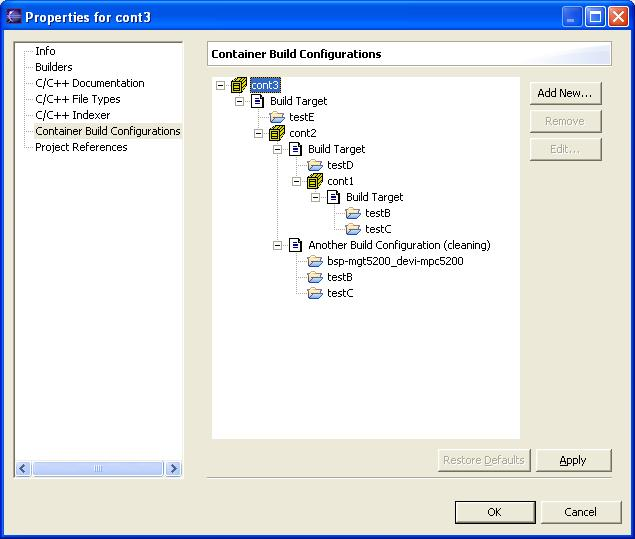 Properties for cont3
Info
Builders
C/C++ Documentation
C/C++ File Types
C/C++ Indexer
Container Build Configurations
Project References
Container Build Configurations
cont3
Build Target
testE
cont2
Build Target
testD
cont1
Build Target
testB
testC
Another Build Configuration (cleaning)
bsp-mgt5200_devi-mpc5200
testB
testC
Add New...
Remove
Edit...
Restore Defaults
Apply
OK
Cancel